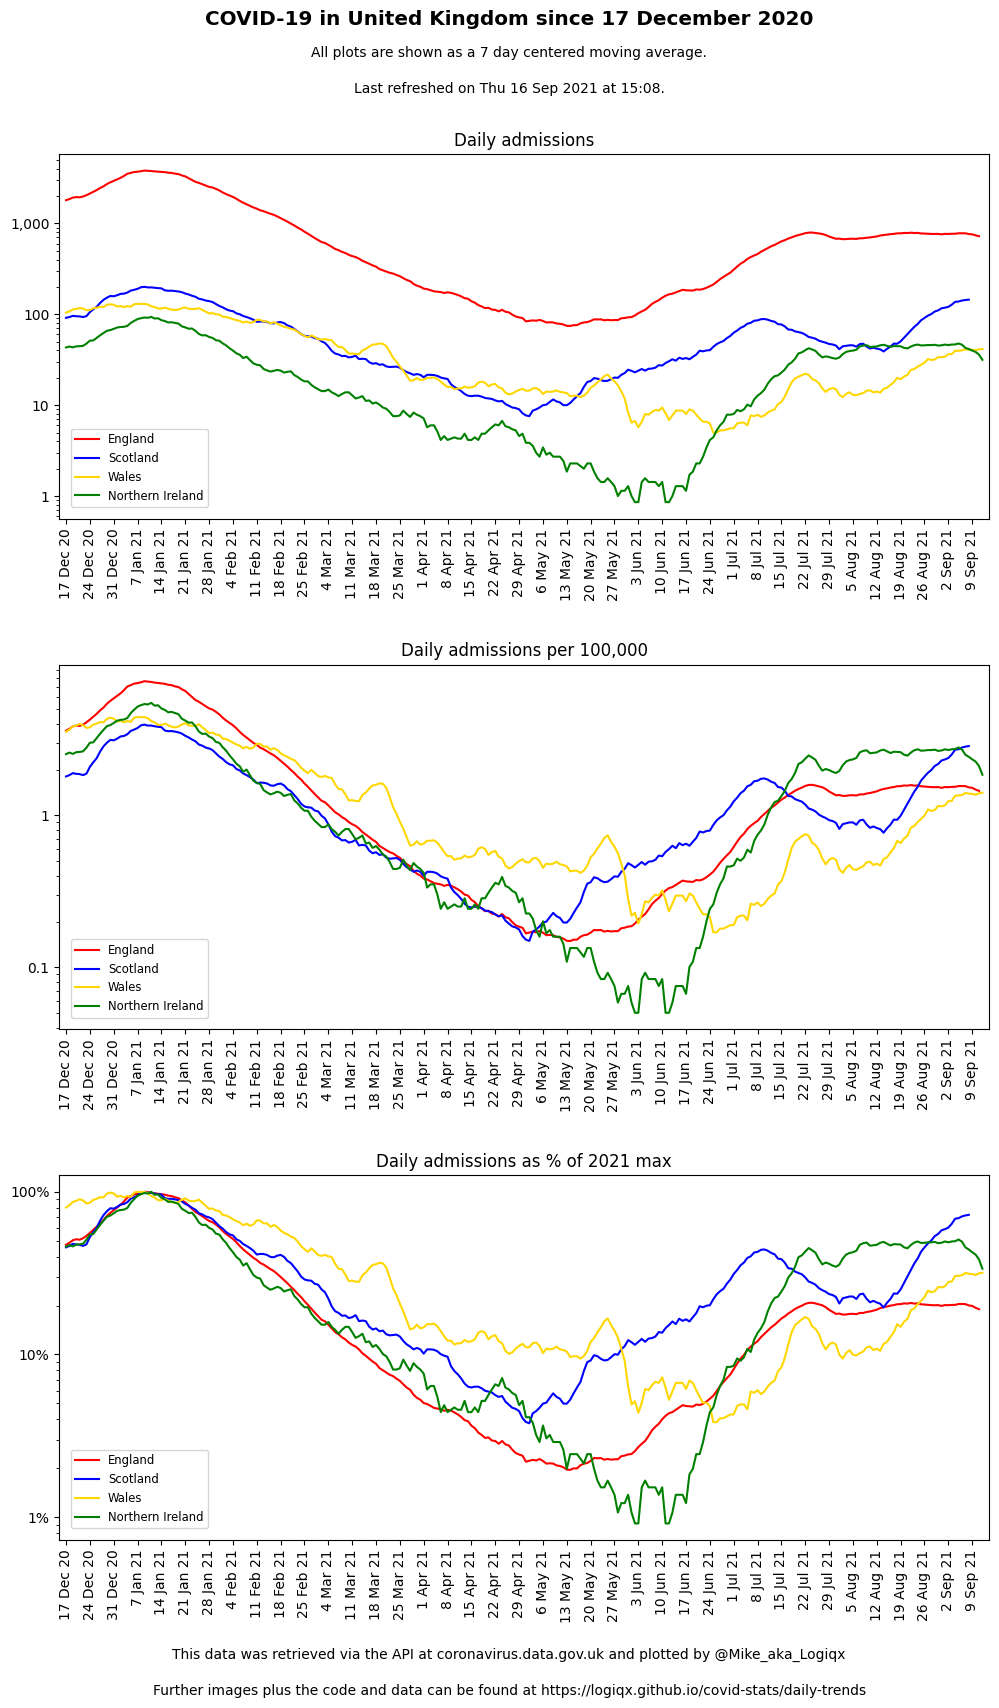 COVID-19 in United Kingdom since 17 December 2020
All plots are shown as a 7 day centered moving average.
Last refreshed on Thu 16 Sep 2021 at 15:08.
Daily admissions
1,000
100
10
1
England
Scotland
Wales
Northern Ireland
17 Dec 20
24 Dec 20
31 Dec 20
7 Jan 21
14 Jan 21
21 Jan 21
28 Jan 21
4 Feb 21
11 Feb 21
18 Feb 21
25 Feb 21
4 Mar 21
11 Mar 21
18 Mar 21
25 Mar 21
1 Apr 21
8 Apr 21
15 Apr 21
22 Apr 21
29 Apr 21
6 May 21
13 May 21
20 May 21
27 May 21
3 Jun 21
10 Jun 21
17 Jun 21
24 Jun 21
1 Jul 21
8 Jul 21
15 Jul 21
22 Jul 21
29 Jul 21
5 Aug 21
12 Aug 21
19 Aug 21
26 Aug 21
2 Sep 21
9 Sep 21
Daily admissions per 100,000
1
0.1
England
Scotland
Wales
Northern Ireland
17 Dec 20
24 Dec 20
31 Dec 20
7 Jan 21
14 Jan 21
21 Jan 21
28 Jan 21
4 Feb 21
11 Feb 21
18 Feb 21
25 Feb 21
4 Mar 21
11 Mar 21
18 Mar 21
25 Mar 21
1 Apr 21
8 Apr 21
15 Apr 21
22 Apr 21
29 Apr 21
6 May 21
13 May 21
20 May 21
27 May 21
3 Jun 21
10 Jun 21
17 Jun 21
24 Jun 21
1 Jul 21
8 Jul 21
15 Jul 21
22 Jul 21
29 Jul 21
5 Aug 21
12 Aug 21
19 Aug 21
26 Aug 21
2 Sep 21
9 Sep 21
Daily admissions as % of 2021 max
100%
10%
1%
England
Scotland
Wales
Northern Ireland
17 Dec 20
24 Dec 20
31 Dec 20
7 Jan 21
14 Jan 21
21 Jan 21
28 Jan 21
4 Feb 21
11 Feb 21
18 Feb 21
25 Feb 21
4 Mar 21
11 Mar 21
18 Mar 21
25 Mar 21
1 Apr 21
8 Apr 21
15 Apr 21
22 Apr 21
29 Apr 21
6 May 21
13 May 21
20 May 21
27 May 21
3 Jun 21
10 Jun 21
17 Jun 21
24 Jun 21
1 Jul 21
8 Jul 21
15 Jul 21
22 Jul 21
29 Jul 21
5 Aug 21
12 Aug 21
19 Aug 21
26 Aug 21
2 Sep 21
9 Sep 21
This data was retrieved via the API at coronavirus.data.gov.uk and plotted by @Mike_aka_Logiqx
Further images plus the code and data can be found at https://logiqx.github.io/covid-stats/daily-trends